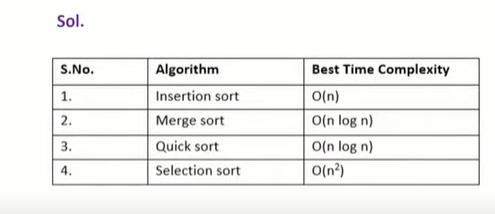 Sol.
S.No. Algorithm Best Time Complexity
1. Insertion sort O(n)
2. Merge sort O(n log n)
3. Quick sort O(n log n)
4. Selection sort O(n²)